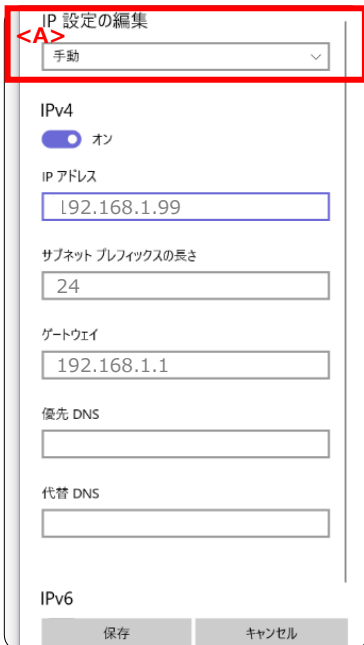 IP 設定の編集
<A>
手動
IPv4
オン
IP アドレス
192.168.1.99
サブネット プレフィックスの長さ
24
ゲートウェイ
192.168.1.1
優先 DNS
代替 DNS
IPv6
保存 キャンセル